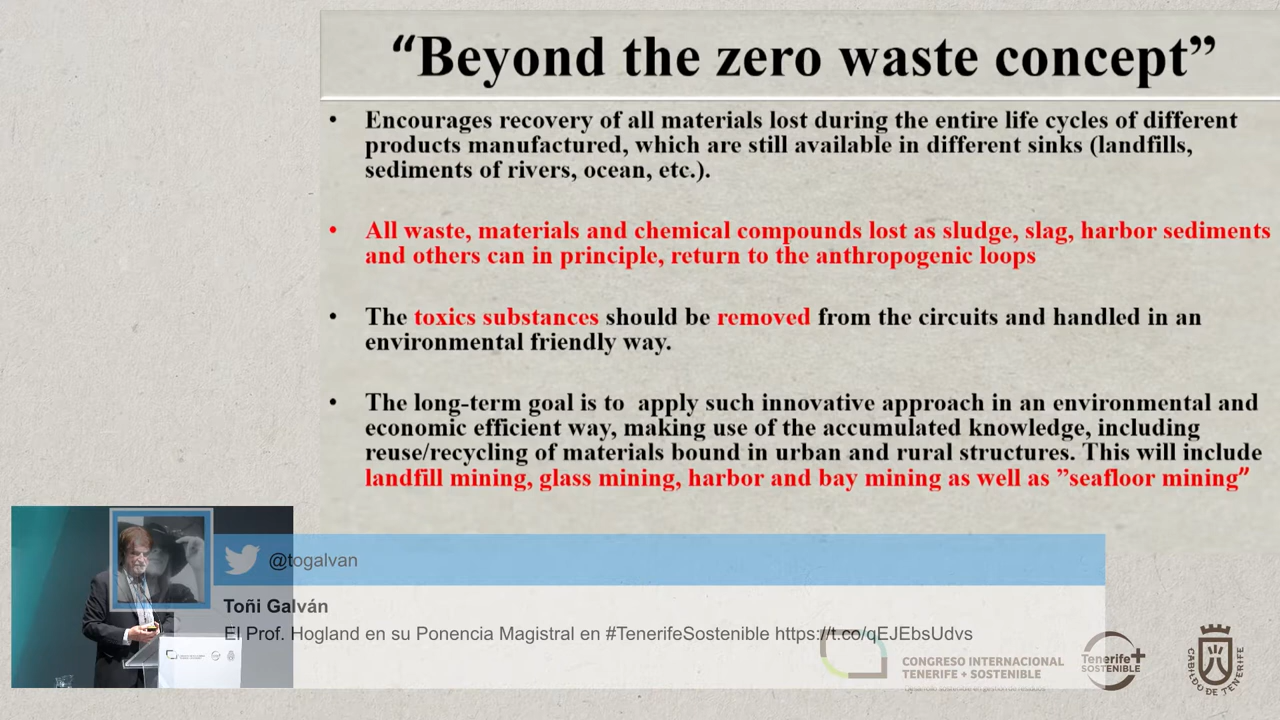 “Beyond the zero waste concept”
• Encourages recovery of all materials lost during the entire life cycles of different
products manufactured, which are still available in different sinks (landfills,
sediments of rivers, ocean, etc.).
• All waste, materials and chemical compounds lost as sludge, slag, harbor sediments
and others can in principle, return to the anthropogenic loops
• The toxics substances should be removed from the circuits and handled in an
environmental friendly way.
• The long-term goal is to  apply such innovative approach in an environmental and
economic efficient way, making use of the accumulated knowledge, including
reuse/recycling of materials bound in urban and rural structures. This will include
landfill mining, glass mining, harbor and bay mining as well as ”seafloor mining”
@togalvan
Toñi Galván
El Prof. Hogland en su Ponencia Magistral en #TenerifeSostenible https://t.co/qEJEbsUdvs
CONGRESO INTERNACIONAL
TENERIFE + SOSTENIBLE
Tenerife+
SOSTENIBLE
CABILDO DE TENERIFE